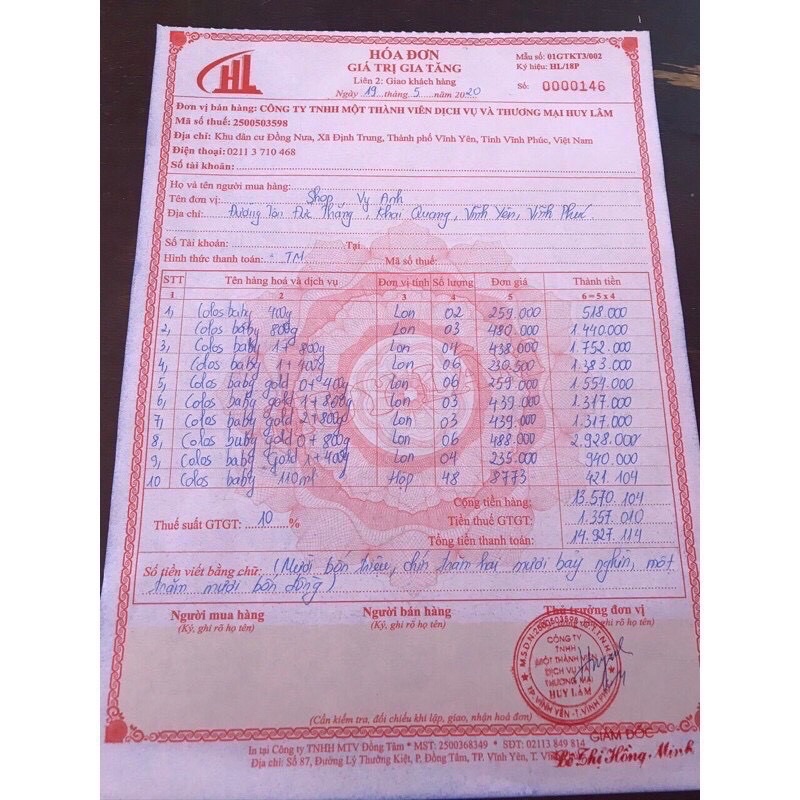 HL
HÓA ĐƠN
GIÁ TRỊ GIA TĂNG
Liên 2: Giao khách hàng
Ngày 19 tháng 5 năm 2020
Mẫu số: 01GTKT3/002
Ký hiệu: HL/18P
Số: 0000146
Đơn vị bán hàng: CÔNG TY TNHH MỘT THÀNH VIÊN DỊCH VỤ VÀ THƯƠNG MẠI HUY LÂM
Mã số thuế: 2500503598
Địa chỉ: Khu dân cư Đồng Nưa, Xã Định Trung, Thành phố Vĩnh Yên, Tỉnh Vĩnh Phúc, Việt Nam
Điện thoại: 0211 3 710 468
Số tài khoản:
Họ và tên người mua hàng:
Tên đơn vị: Shop Vy Anh
Địa chỉ: Đường Tôn Đức Thắng, Khai Quang, Vĩnh Yên, Vĩnh Phúc.
Số Tài khoản: Tại
Hình thức thanh toán: TM Mã số thuế:
STT Tên hàng hoá và dịch vụ Đơn vị tính Số lượng Đơn giá Thành tiền
1 2 3 4 5 6 = 5 x 4
1, Colos baby 400g Lon 02 259.000 518.000
2, Colos baby 800g Lon 03 480.000 1.440.000
3, Colos baby 1+ 800g Lon 04 438.000 1.752.000
4, Colos baby 1+ 400g Lon 06 230.500 1.383.000
5, Colos baby gold 0+ 400g Lon 06 259.000 1.554.000
6, Colos baby gold 1+ 800g Lon 03 439.000 1.317.000
7, Colos baby gold 2+ 800g Lon 03 439.000 1.317.000
8, Colos baby gold 0+ 800g Lon 06 488.000 2.928.000
9, Colos baby gold 1+ 400g Lon 04 235.000 940.000
10 Colos baby 110ml Hộp 48 8773 421.104
Cộng tiền hàng: 13.570.104
Thuế suất GTGT: 10 % Tiền thuế GTGT: 1.357.010
Tổng tiền thanh toán: 14.927.114
Số tiền viết bằng chữ: (Mười bốn triệu, chín trăm hai mươi bảy nghìn, một
trăm mười bốn đồng)
Người mua hàng Người bán hàng Thủ trưởng đơn vị
(Ký, ghi rõ họ tên) (Ký, ghi rõ họ tên)
M.S.D.N 2500503598
CÔNG TY
TNHH
MỘT THÀNH VIÊN
DỊCH VỤ VÀ
THƯƠNG MẠI
HUY LÂM
TP. VĨNH YÊN - T. VĨNH PHÚC
(Cần kiểm tra, đối chiếu khi lập, giao, nhận hoá đơn)
GIÁM ĐỐC
Thị Hồng Minh
In tại Công ty TNHH MTV Đồng Tâm * MST: 2500368349 * SĐT: 02113 849 814
Địa chỉ: Số 87, Đường Lý Thường Kiệt, P. Đồng Tâm, TP. Vĩnh Yên, T.